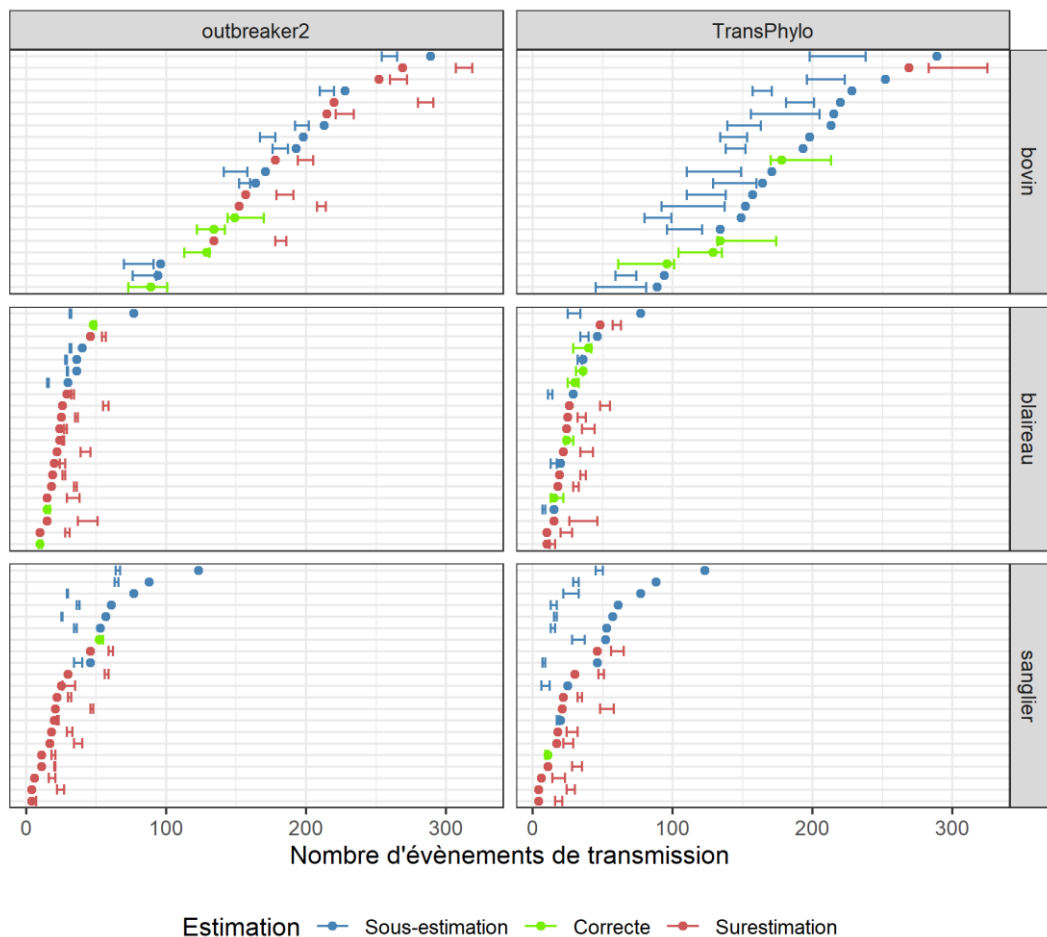 outbreaker2
TransPhylo
bovin
blaireau
sanglier
0 100 200 300 0 100 200 300
Nombre d'évènements de transmission
Estimation Sous-estimation Correcte Surestimation